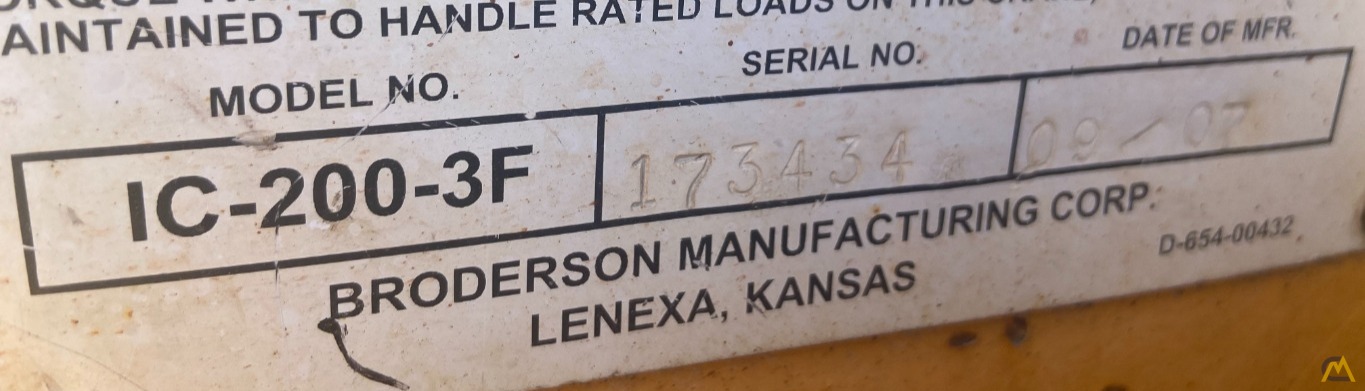 AINTAINED TO HANDLE RATED LOADS ON THIS
MODEL NO. SERIAL NO. DATE OF MFR.
IC-200-3F 173434 09/07
BRODERSON MANUFACTURING CORP.
LENEXA, KANSAS D-654-00432